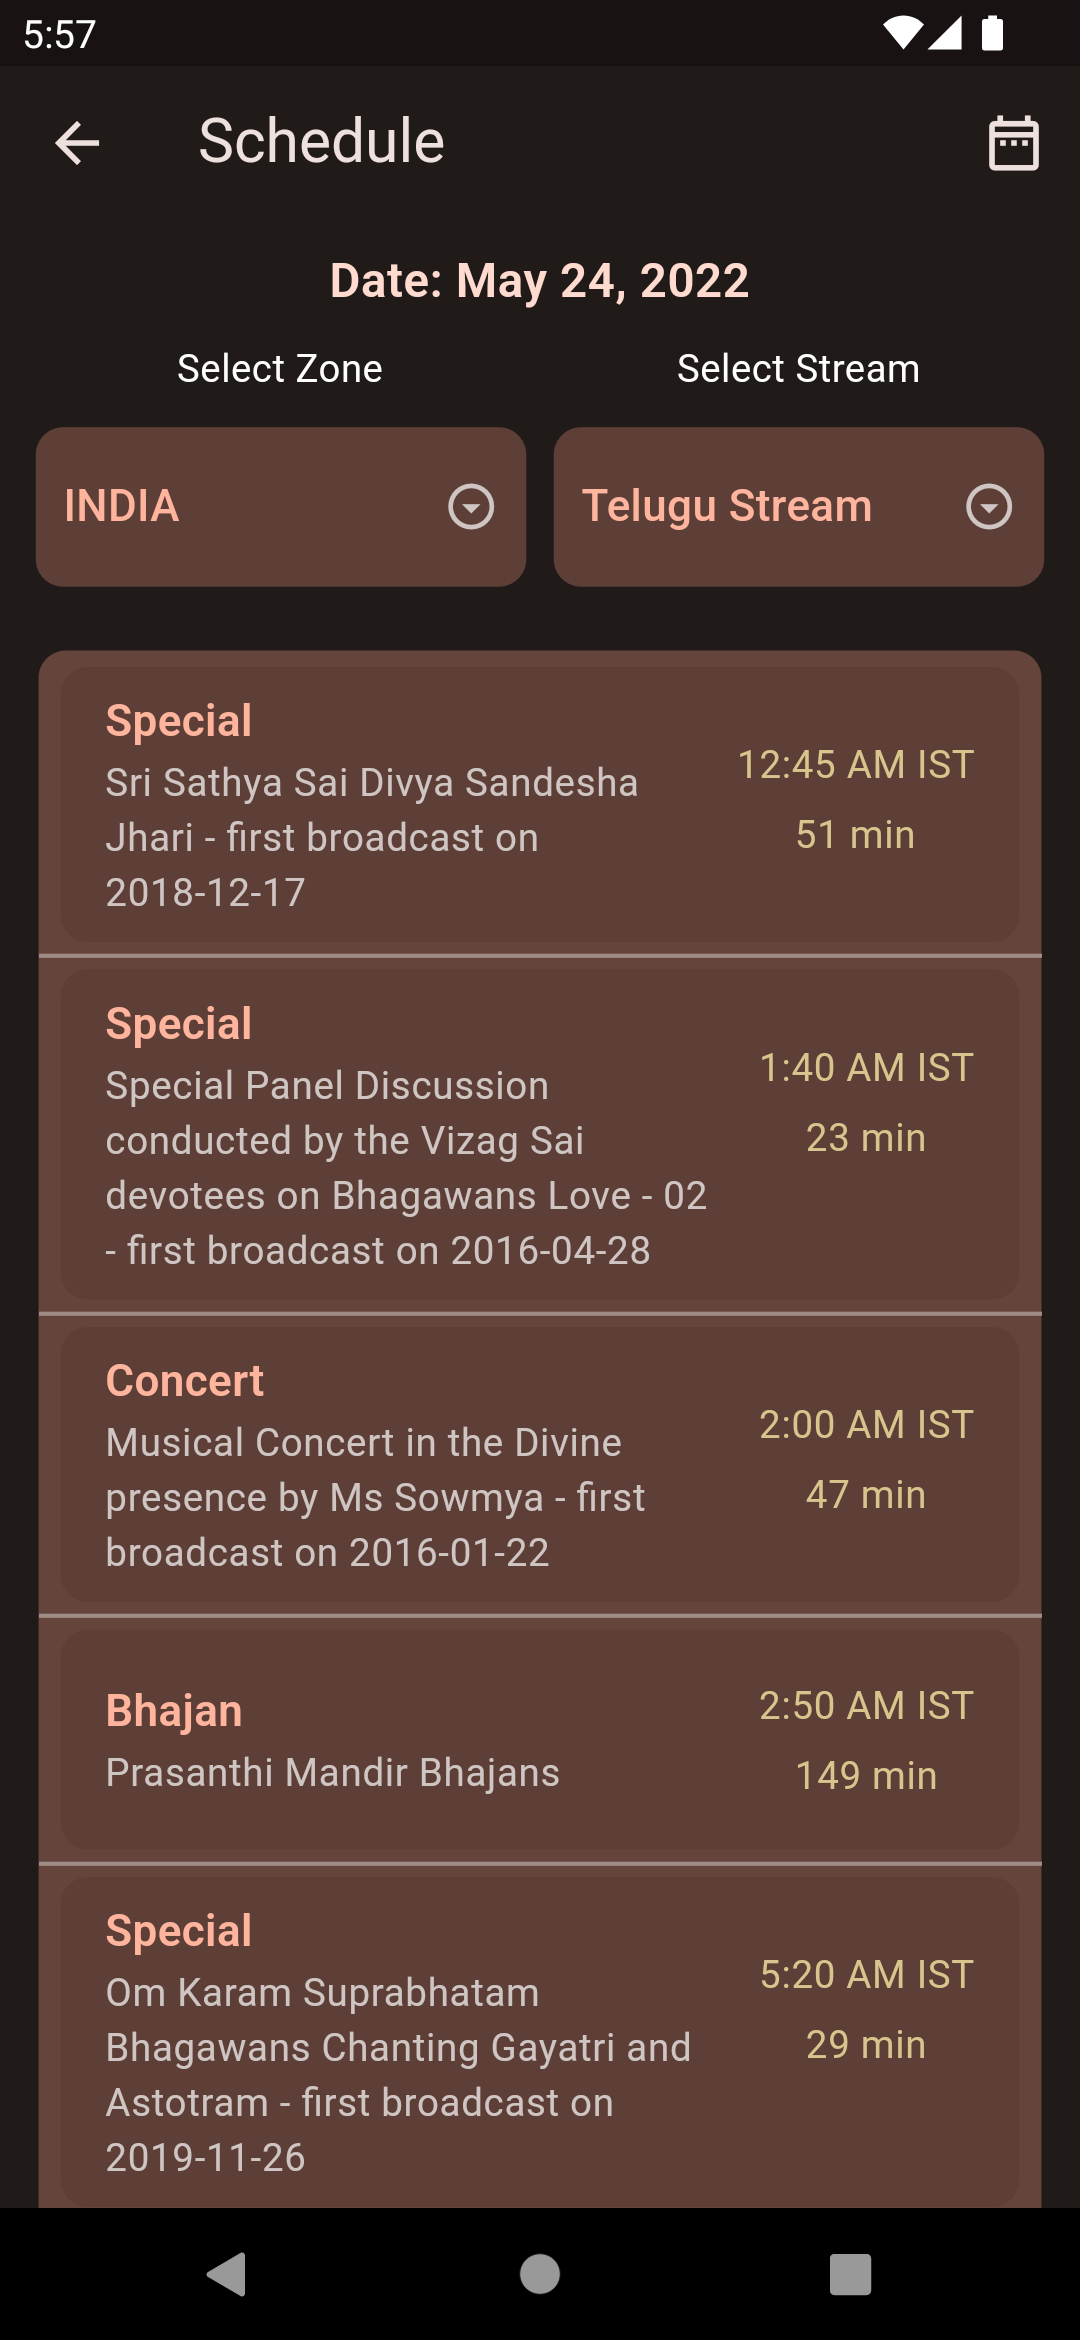 5:57
Schedule
Date: May 24, 2022
Select Zone
Select Stream
INDIA
Telugu Stream
Special
Sri Sathya Sai Divya Sandesha
Jhari - first broadcast on
2018-12-17
12:45 AM IST
51 min
Special
Special Panel Discussion
conducted by the Vizag Sai
devotees on Bhagawans Love - 02
- first broadcast on 2016-04-28
1:40 AM IST
23 min
Concert
Musical Concert in the Divine
presence by Ms Sowmya - first
broadcast on 2016-01-22
2:00 AM IST
47 min
Bhajan
Prasanthi Mandir Bhajans
2:50 AM IST
149 min
Special
Om Karam Suprabhatam
Bhagawans Chanting Gayatri and
Astotram - first broadcast on
2019-11-26
5:20 AM IST
29 min